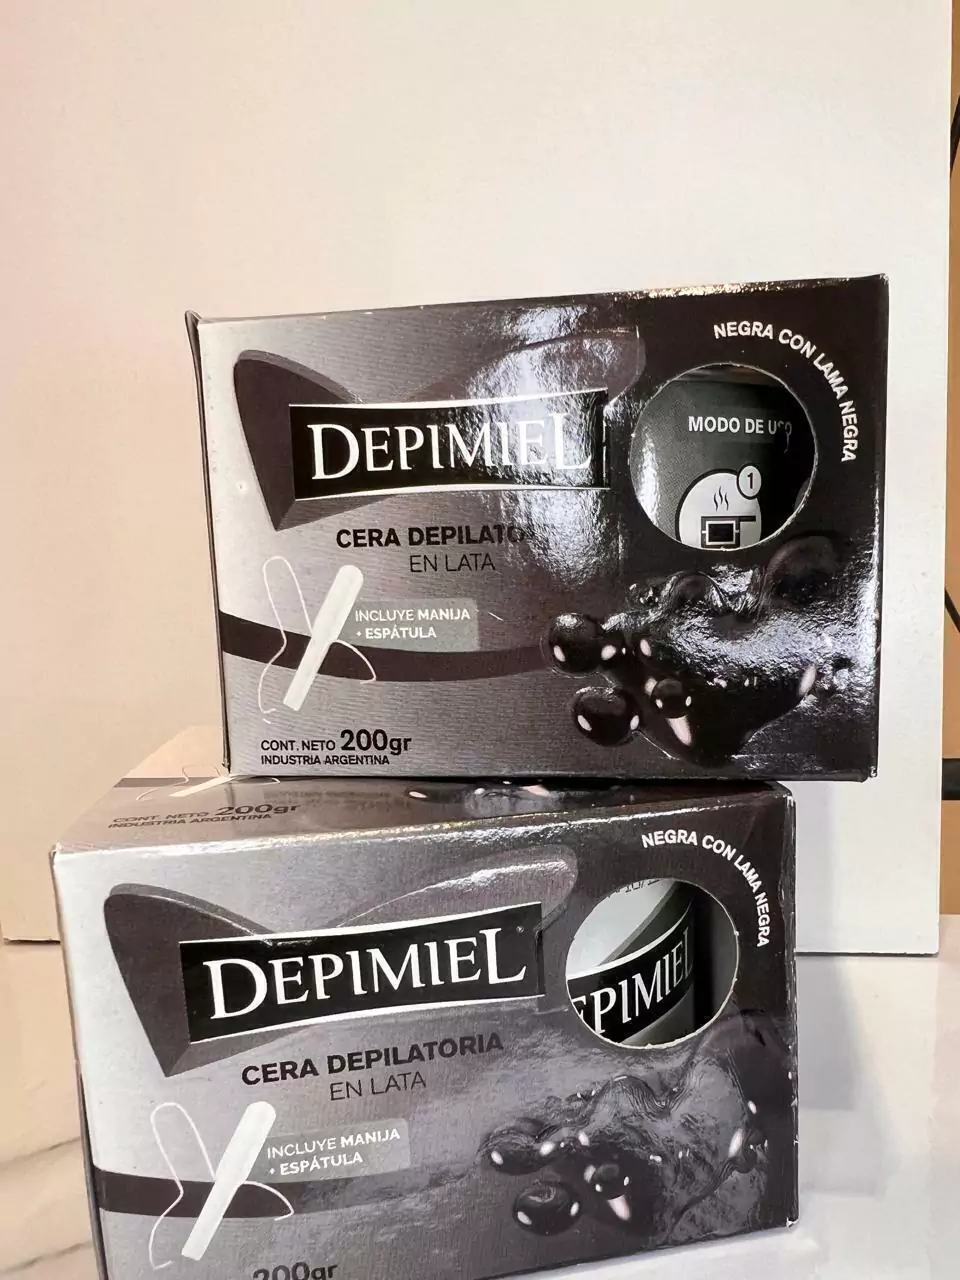 NEGRA CON LAMA NEGRA
DEPIMIEL
MODO DE USO
1
CERA DEPILATO
EN LATA
INCLUYE MANIJA
+ ESPÁTULA
CONT. NETO 200gr
INDUSTRIA ARGENTINA
CONT. NETO 200gr
INDUSTRIA ARGENTINA
NEGRA CON LAMA NEGRA
DEPIMIEL
EPIMIEL
CERA DEPILATORIA
EN LATA
INCLUYE MANIJA
+ ESPÁTULA
200gr